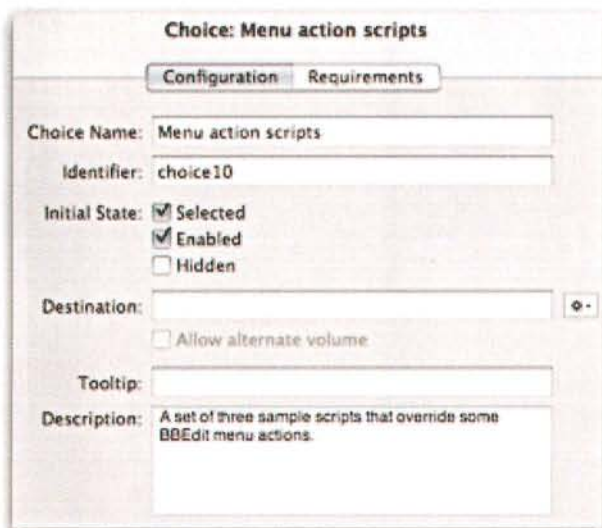 Choice: Menu action scripts
Configuration Requirements
Choice Name: Menu action scripts
Identifier: choice10
Initial State: Selected
Enabled
Hidden
Destination:
Allow alternate volume
Tooltip:
Description: A set of three sample scripts that override some
BBEdit menu actions.